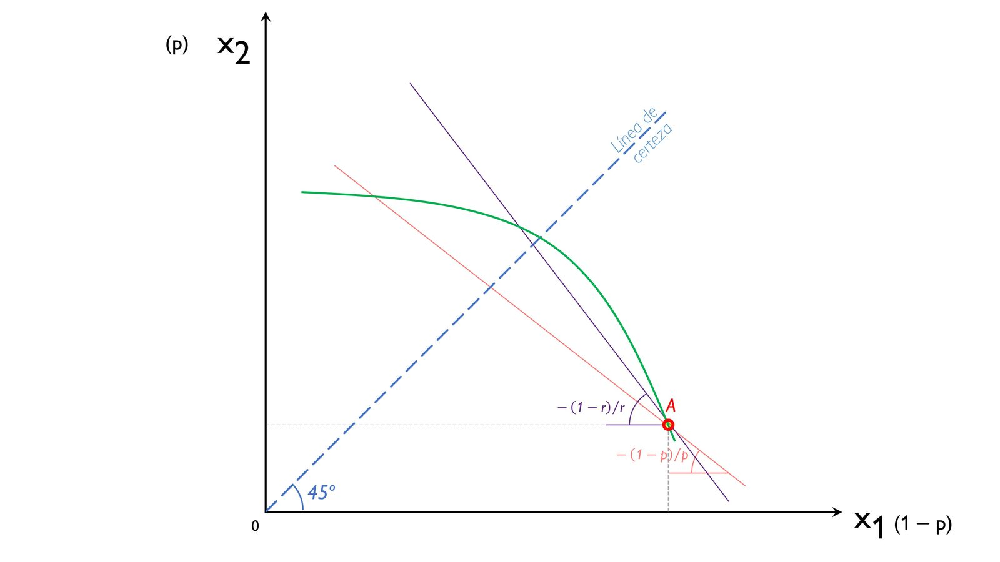 (p) x2
Línea de
certeza
A
– (1 – r)/r
– (1 – p)/p
45º
0
x1 (1 – p)